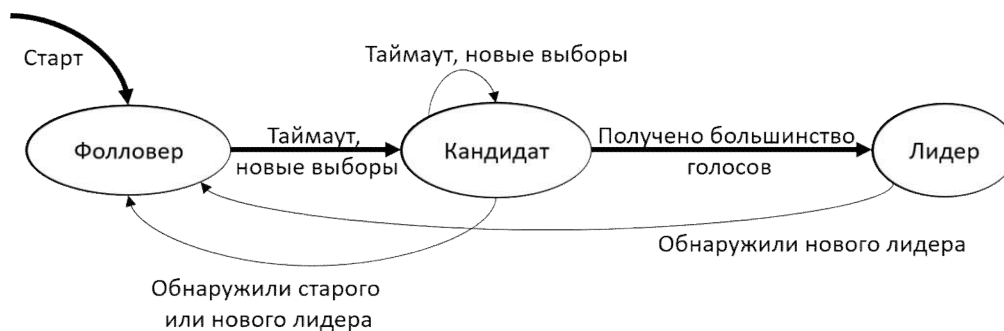 Старт
Таймаут, новые выборы
Фолловер
Таймаут,
новые выборы
Кандидат
Получено большинство
голосов
Лидер
Обнаружили нового лидера
Обнаружили старого
или нового лидера